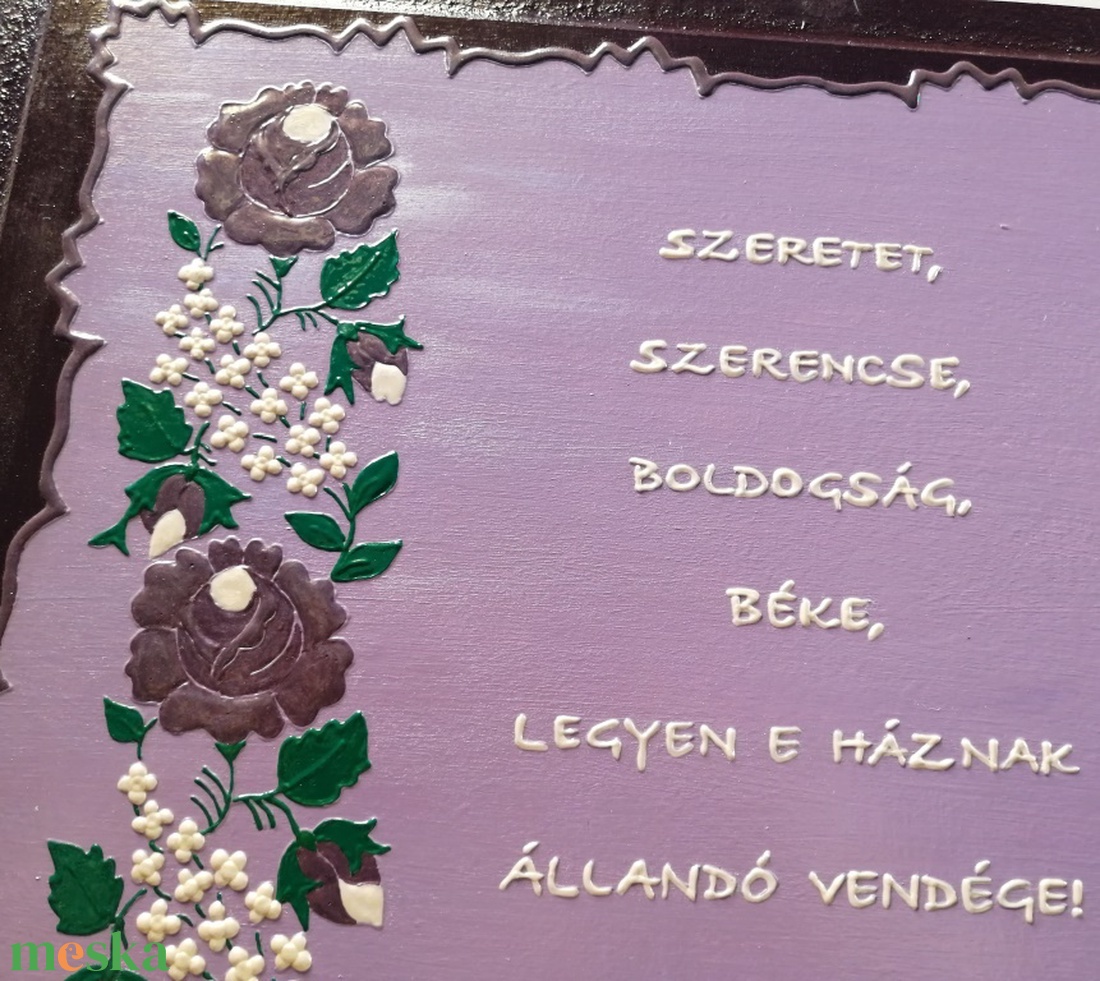 SZERETET,
SZERENCSE,
BOLDOGSÁG,
BÉKE,
LEGYEN E HÁZNAK
ÁLLANDÓ VENDÉGE!
meska